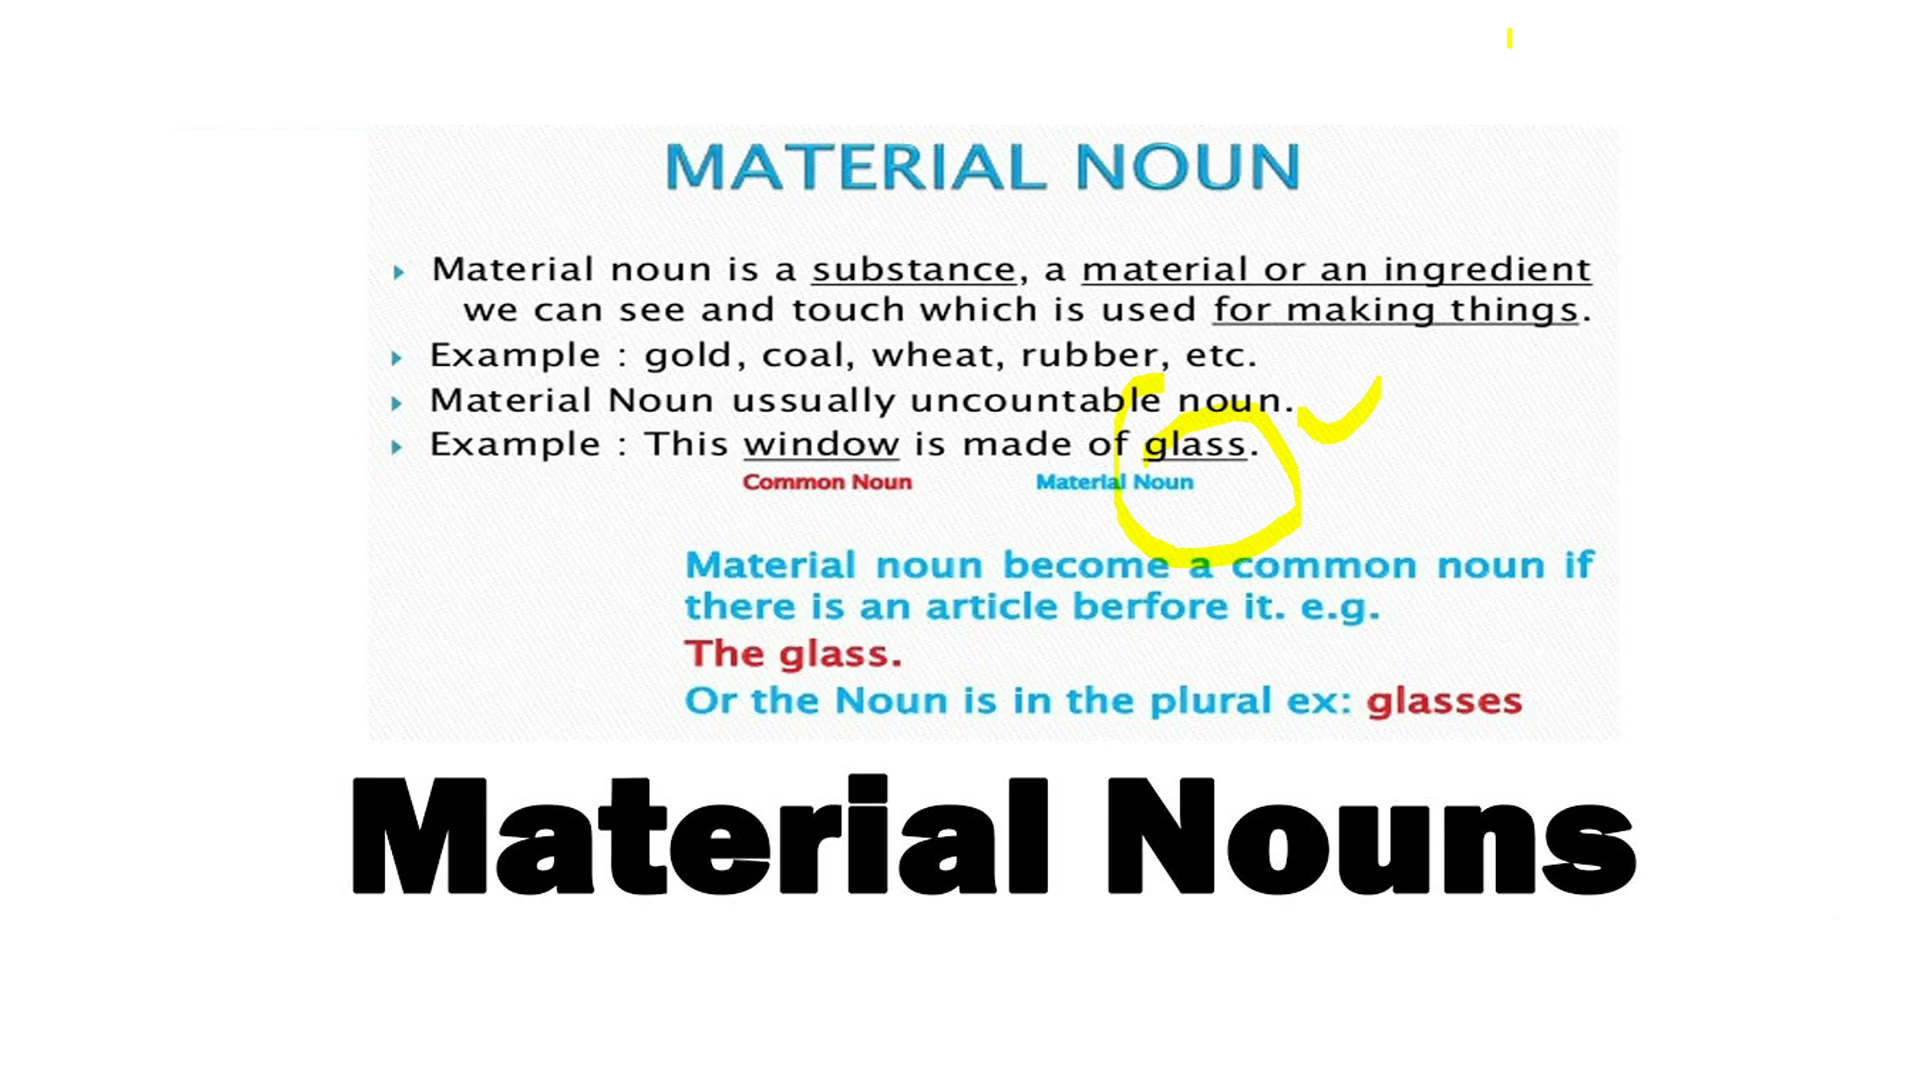 MATERIAL NOUN
Material noun is a substance, a material or an ingredient
we can see and touch which is used for making things.
Example : gold, coal, wheat, rubber, etc.
Material Noun ussually uncountable noun.
Example : This window is made of glass.
Common Noun Material Noun
Material noun become a common noun if
there is an article berfore it. e.g.
The glass.
Or the Noun is in the plural ex: glasses
Material Nouns